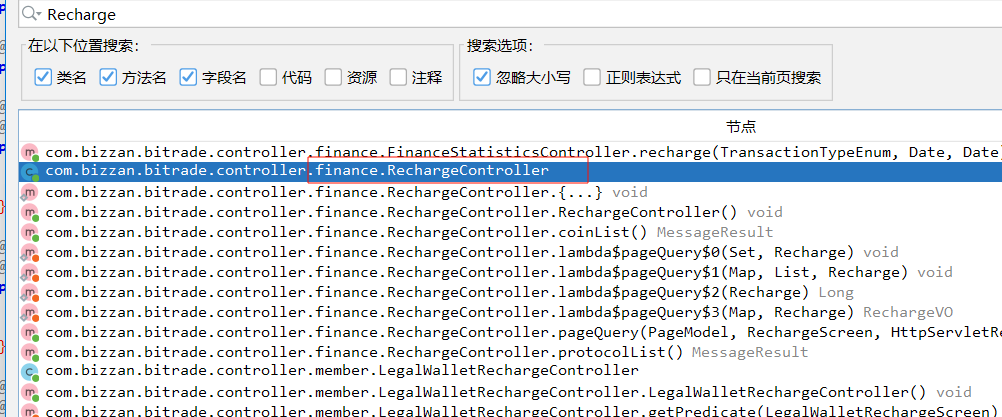 Recharge
在以下位置搜索:
搜索选项:
类名 方法名 字段名 代码 资源 注释
忽略大小写 正则表达式 只在当前页搜索
节点
com.bizzan.bitrade.controller.finance.FinanceStatisticsController.recharge(TransactionTypeEnum, Date, Date)
com.bizzan.bitrade.controller.finance.RechargeController
com.bizzan.bitrade.controller.finance.RechargeController.{...} void
com.bizzan.bitrade.controller.finance.RechargeController.RechargeController() void
com.bizzan.bitrade.controller.finance.RechargeController.coinList() MessageResult
com.bizzan.bitrade.controller.finance.RechargeController.lambda$pageQuery$0(Set, Recharge) void
com.bizzan.bitrade.controller.finance.RechargeController.lambda$pageQuery$1(Map, List, Recharge) void
com.bizzan.bitrade.controller.finance.RechargeController.lambda$pageQuery$2(Recharge) Long
com.bizzan.bitrade.controller.finance.RechargeController.lambda$pageQuery$3(Map, Recharge) RechargeVO
com.bizzan.bitrade.controller.finance.RechargeController.pageQuery(PageModel, RechargeScreen, HttpServletRe
com.bizzan.bitrade.controller.finance.RechargeController.protocolList() MessageResult
com.bizzan.bitrade.controller.member.LegalWalletRechargeController
com.bizzan.bitrade.controller.member.LegalWalletRechargeController.LegalWalletRechargeController() void
com.bizzan.bitrade.controller.member.LegalWalletRechargeController.getPredicate(LegalWalletRechargeScreen)